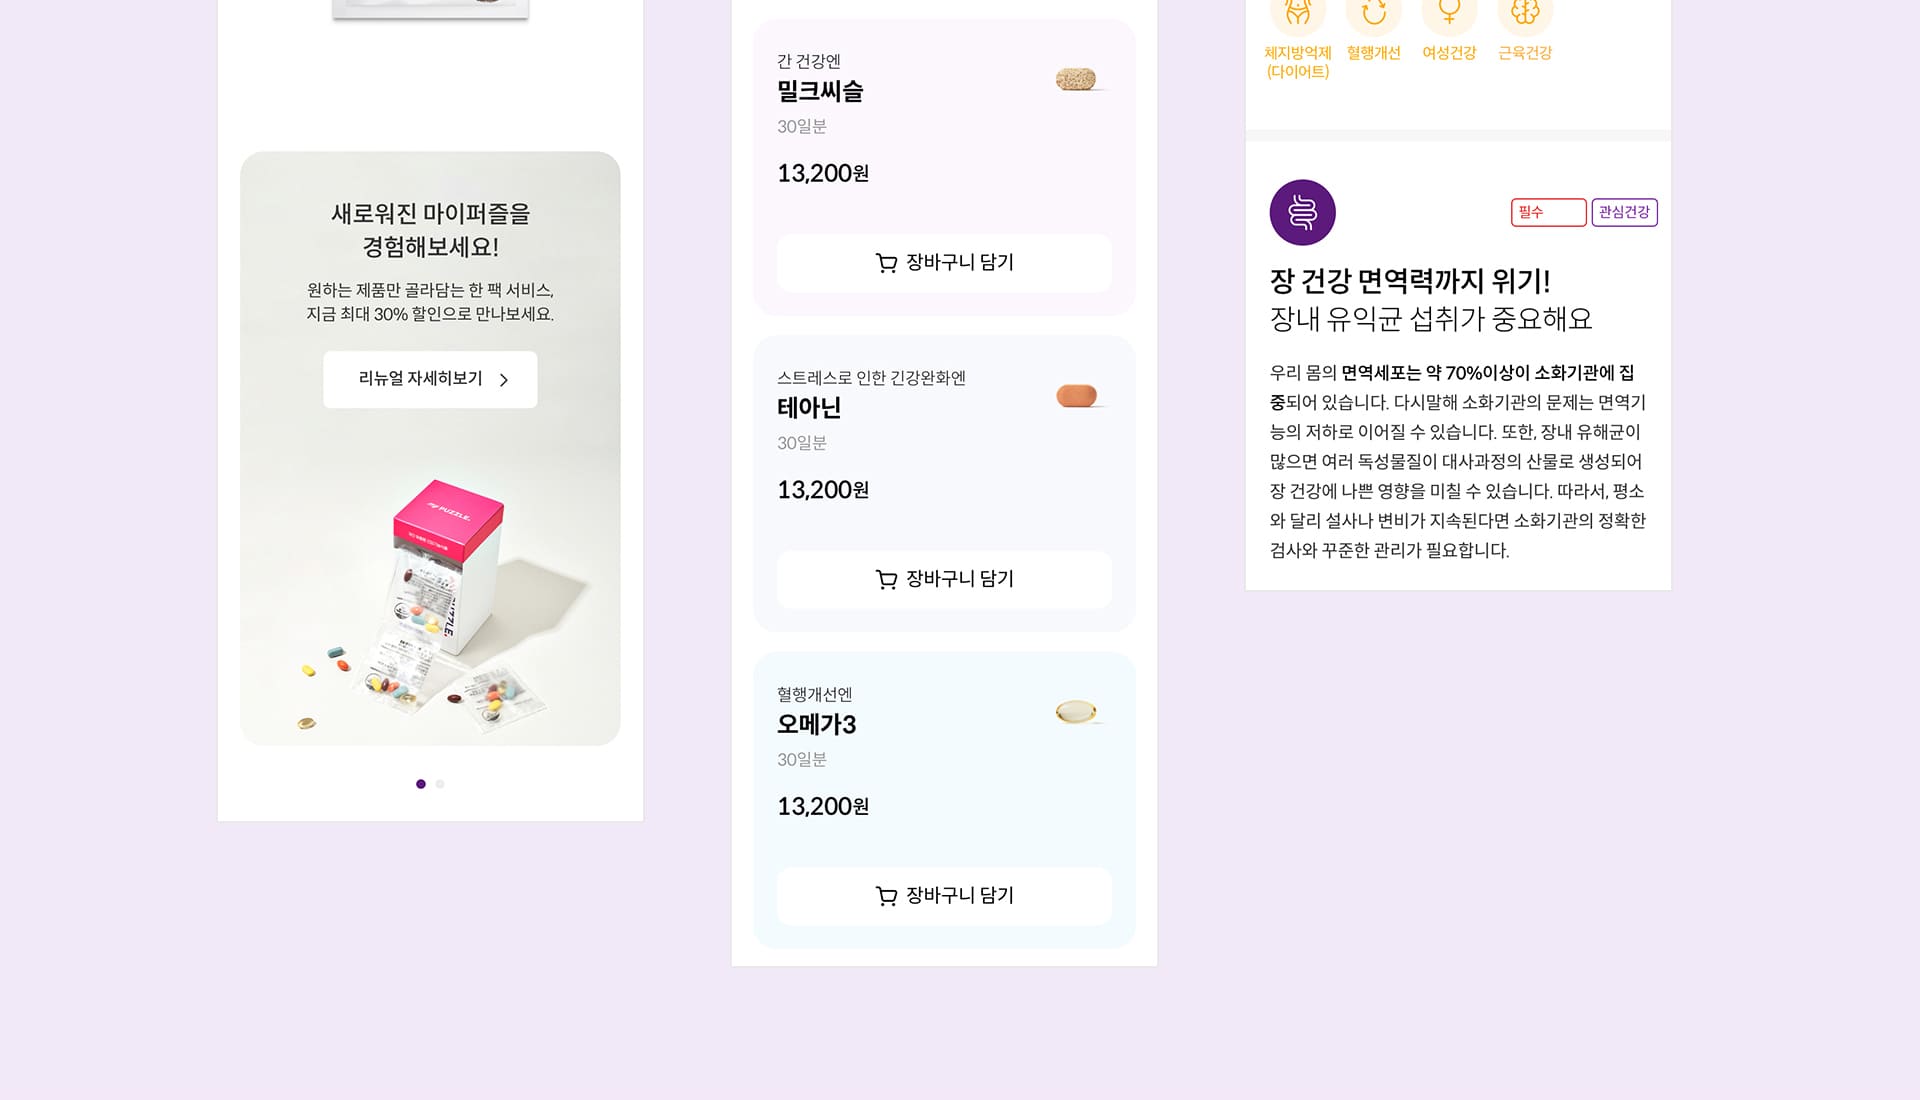 새로워진 마이퍼즐을
경험해보세요!
원하는 제품만 골라담는 한 팩 서비스,
지금 최대 30% 할인으로 만나보세요.
리뉴얼 자세히보기
my PUZZLE.
간 건강엔
밀크씨슬
30일분
13,200원
장바구니 담기
스트레스로 인한 긴강완화엔
테아닌
30일분
13,200원
장바구니 담기
혈행개선엔
오메가3
30일분
13,200원
장바구니 담기
체지방억제
(다이어트)
혈행개선
여성건강
근육건강
필수
관심건강
장 건강 면역력까지 위기!
장내 유익균 섭취가 중요해요
우리 몸의 면역세포는 약 70%이상이 소화기관에 집
중되어 있습니다. 다시말해 소화기관의 문제는 면역기
능의 저하로 이어질 수 있습니다. 또한, 장내 유해균이
많으면 여러 독성물질이 대사과정의 산물로 생성되어
장 건강에 나쁜 영향을 미칠 수 있습니다. 따라서, 평소
와 달리 설사나 변비가 지속된다면 소화기관의 정확한
검사와 꾸준한 관리가 필요합니다.